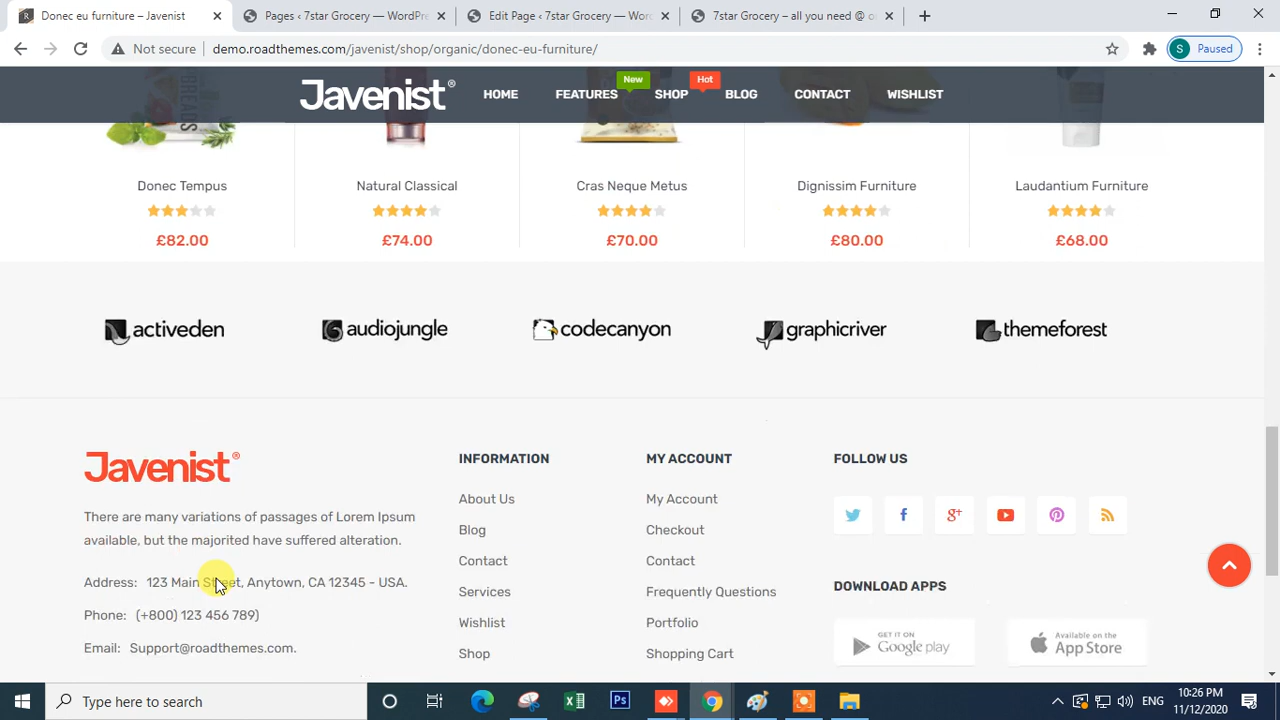 Donec eu furniture – Javenist
Pages ‹ 7star Grocery — WordPre
Edit Page ‹ 7star Grocery — Wor
7star Grocery – all you need @ o
Not secure
demo.roadthemes.com/javenist/shop/organic/donec-eu-furniture/
S Paused
Javenist®
HOME
FEATURES
New
SHOP
Hot
BLOG
CONTACT
WISHLIST
Donec Tempus
Natural Classical
Cras Neque Metus
Dignissim Furniture
Laudantium Furniture
£82.00
£74.00
£70.00
£80.00
£68.00
activeden
audiojungle
codecanyon
graphicriver
themeforest
Javenist®
There are many variations of passages of Lorem Ipsum
available, but the majorited have suffered alteration.
Address: 123 Main Street, Anytown, CA 12345 - USA.
Phone: (+800) 123 456 789)
Email: Support@roadthemes.com.
INFORMATION
About Us
Blog
Contact
Services
Wishlist
Shop
MY ACCOUNT
My Account
Checkout
Contact
Frequently Questions
Portfolio
Shopping Cart
FOLLOW US
DOWNLOAD APPS
GET IT ON
Google play
Available on the
App Store
Type here to search
ENG
10:26 PM
11/12/2020